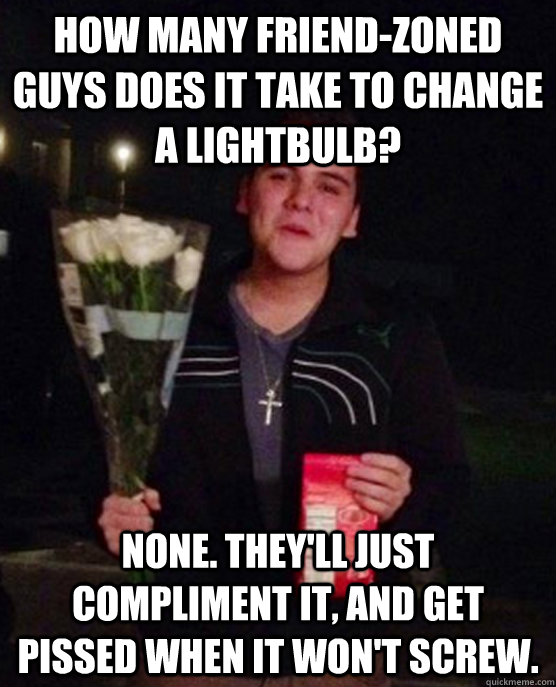 HOW MANY FRIEND-ZONED
GUYS DOES IT TAKE TO CHANGE
A LIGHTBULB?
NONE. THEY'LL JUST
COMPLIMENT IT, AND GET
PISSED WHEN IT WON'T SCREW.
quickmeme.com